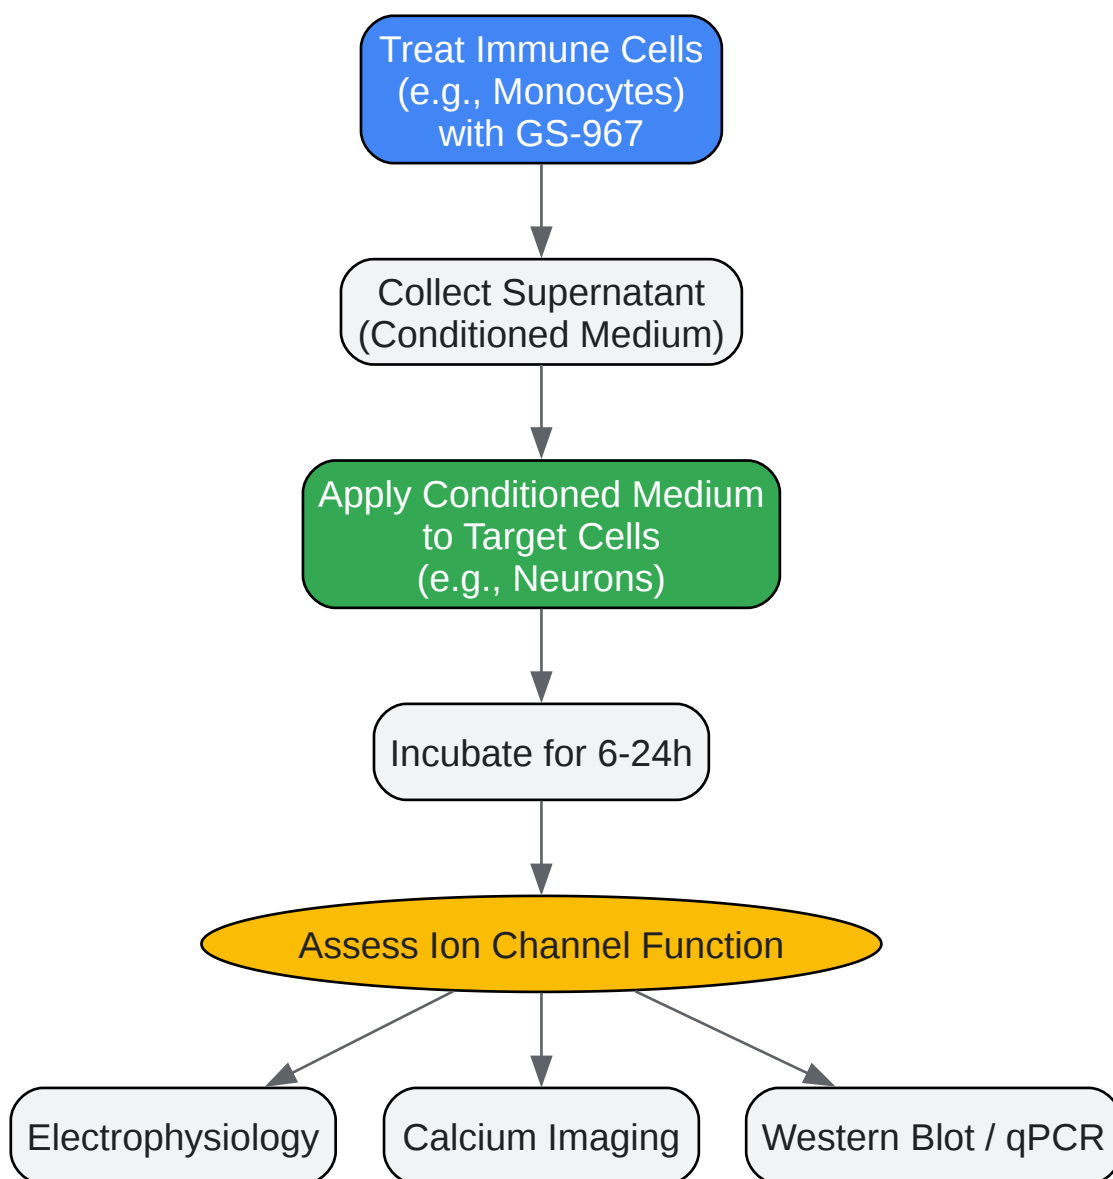 Treat Immune Cells
(e.g., Monocytes)
with GS-967
Collect Supernatant
(Conditioned Medium)
Apply Conditioned Medium
to Target Cells
(e.g., Neurons)
Incubate for 6-24h
Assess Ion Channel Function
Electrophysiology
Calcium Imaging
Western Blot / qPCR